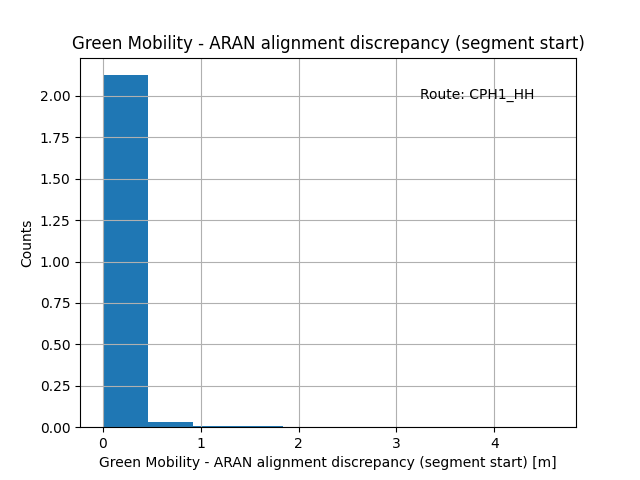 Green Mobility - ARAN alignment discrepancy (segment start)
Route: CPH1_HH
Counts
2.00
1.75
1.50
1.25
1.00
0.75
0.50
0.25
0.00
0 1 2 3 4
Green Mobility - ARAN alignment discrepancy (segment start) [m]